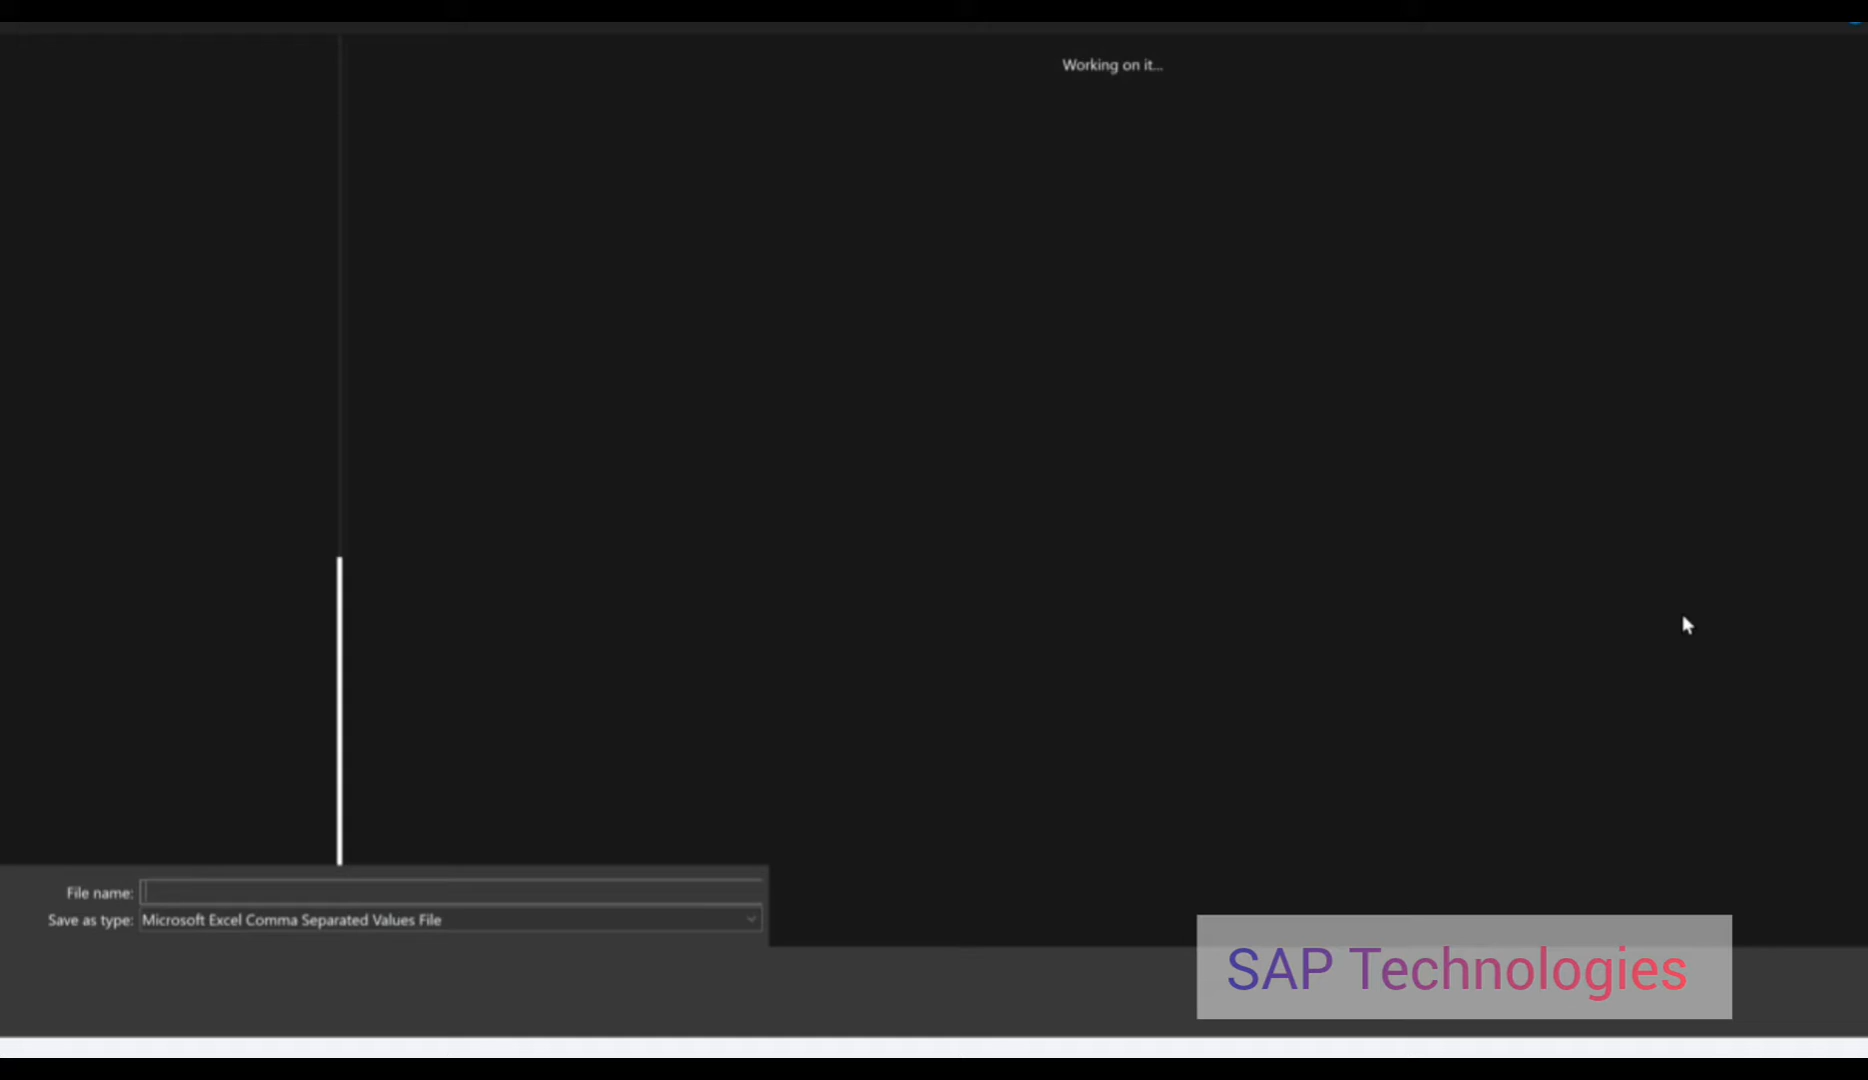 Working on it...
File name:
Save as type: Microsoft Excel Comma Separated Values File
SAP Technologies